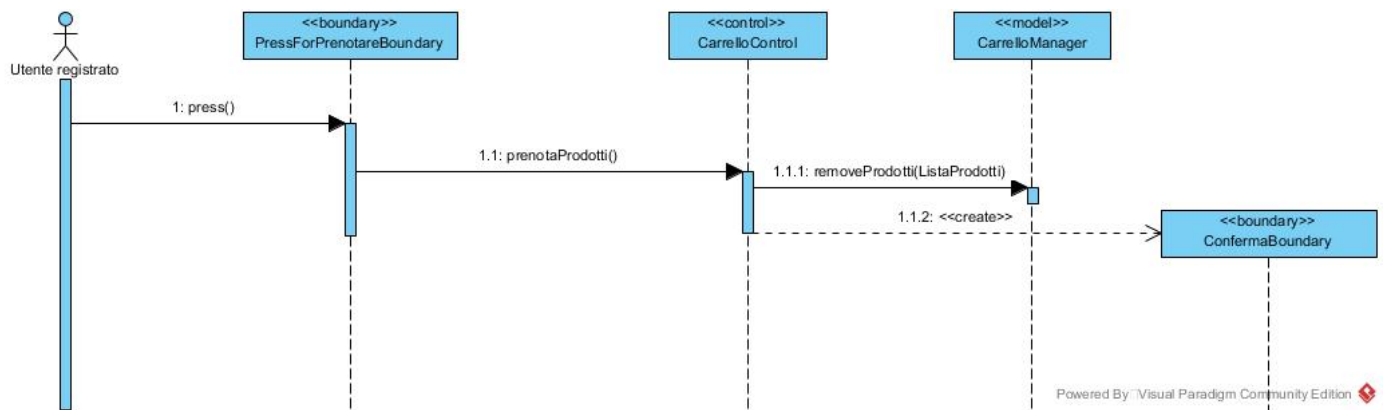 <<boundary>>
PressForPrenotareBoundary
<<control>>
CarrelloControl
<<model>>
CarrelloManager
Utente registrato
1: press()
1.1: prenotaProdotti()
1.1.1: removeProdotti(ListaProdotti)
1.1.2: <<create>>
<<boundary>>
ConfermaBoundary
Powered By Visual Paradigm Community Edition